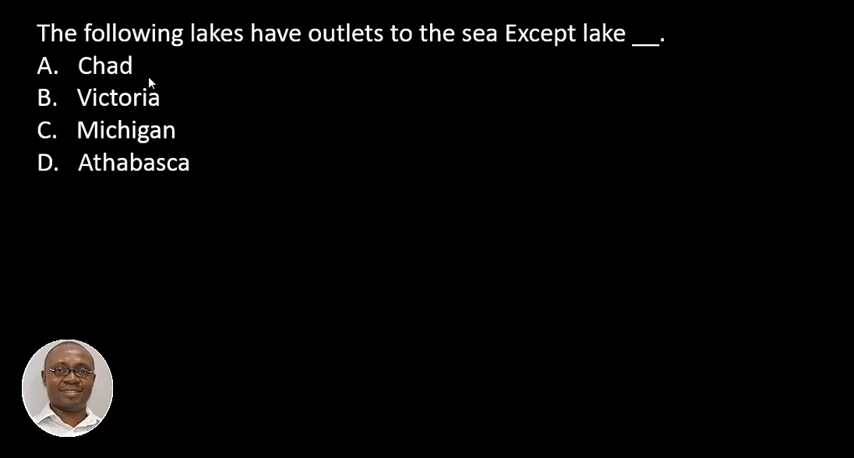 The following lakes have outlets to the sea Except lake __.
A. Chad
B. Victoria
C. Michigan
D. Athabasca